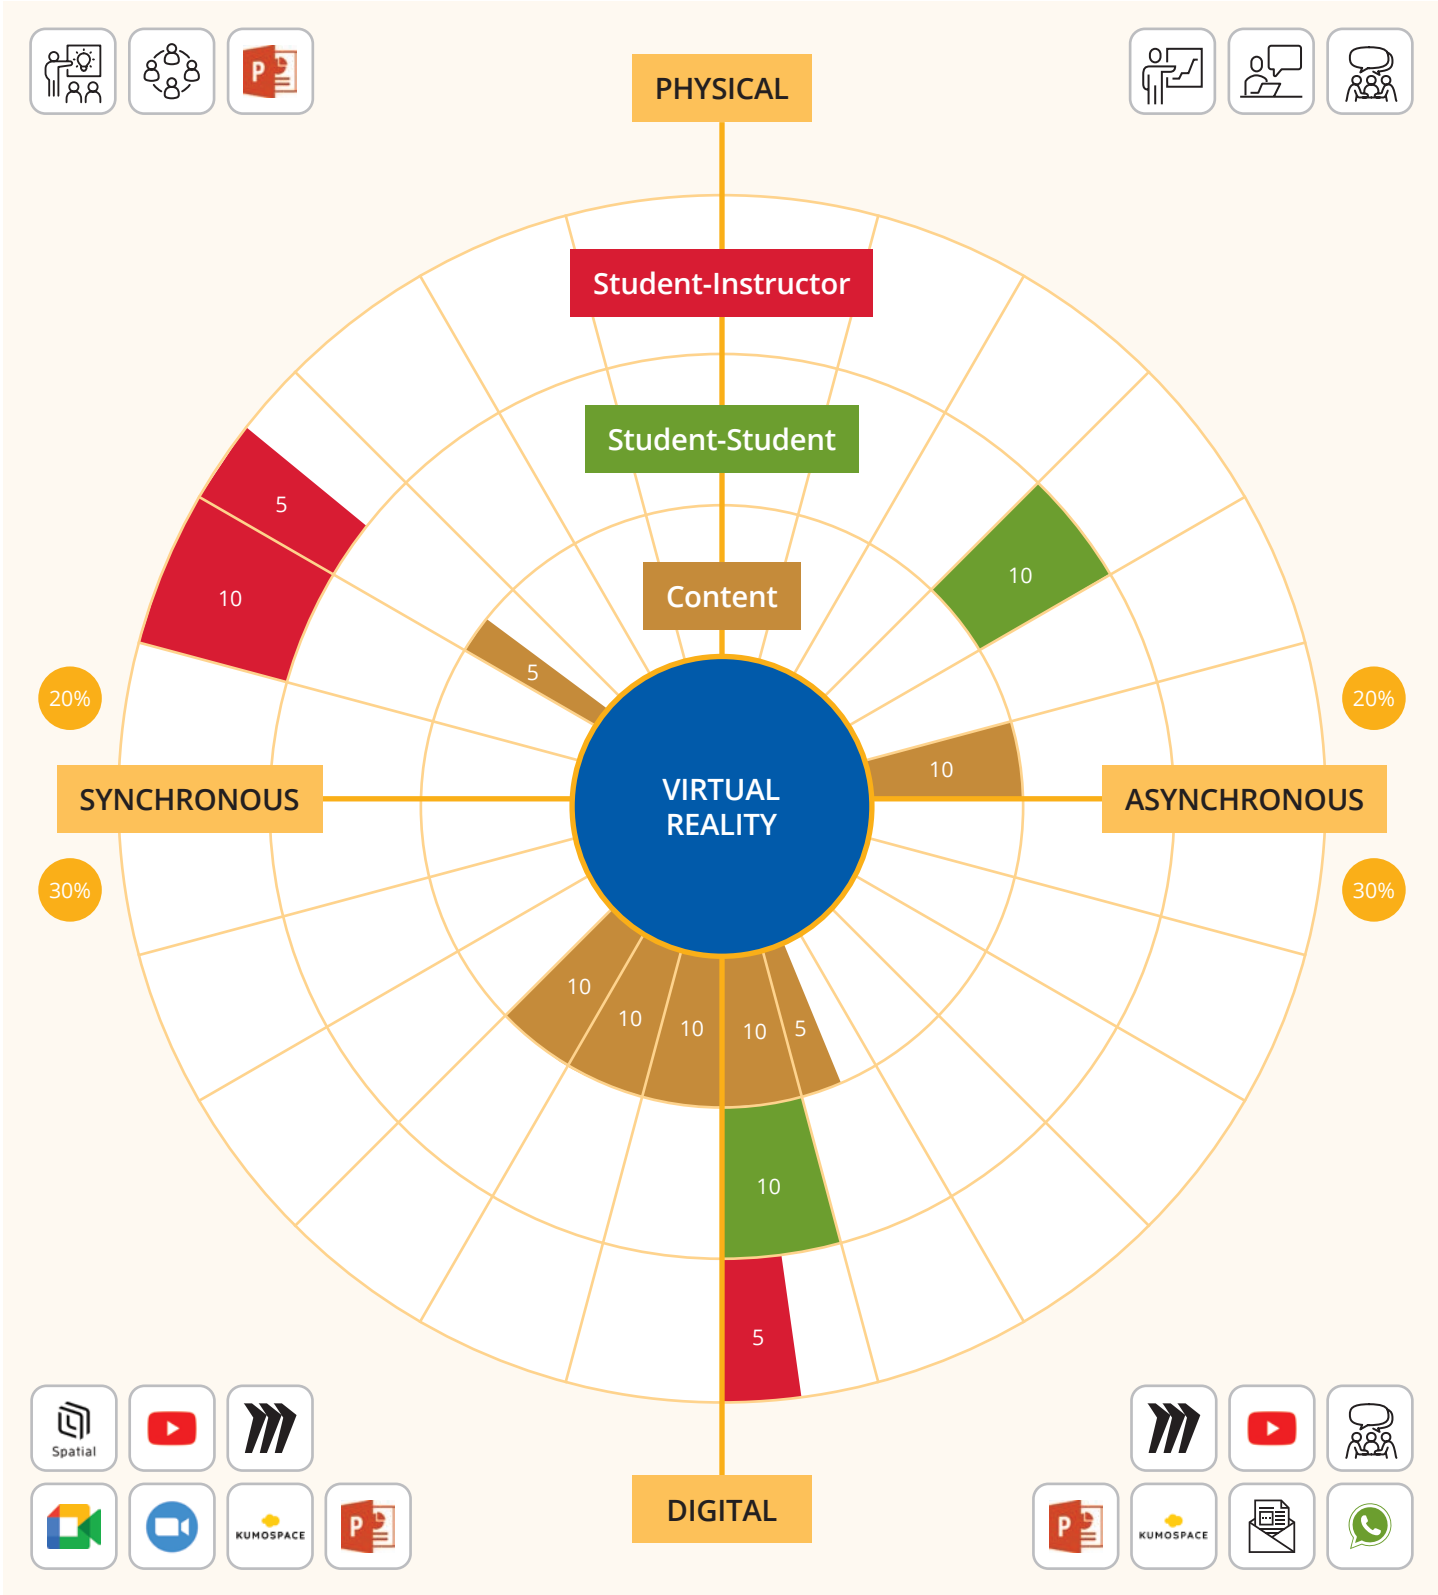 P
PHYSICAL
Student-Instructor
Student-Student
5
10
10
Content
10
5
20%
20%
10
SYNCHRONOUS
VIRTUAL
REALITY
ASYNCHRONOUS
30%
30%
10
10
10
10
5
10
5
Spatial
KUMOSPACE
P
DIGITAL
P
KUMOSPACE